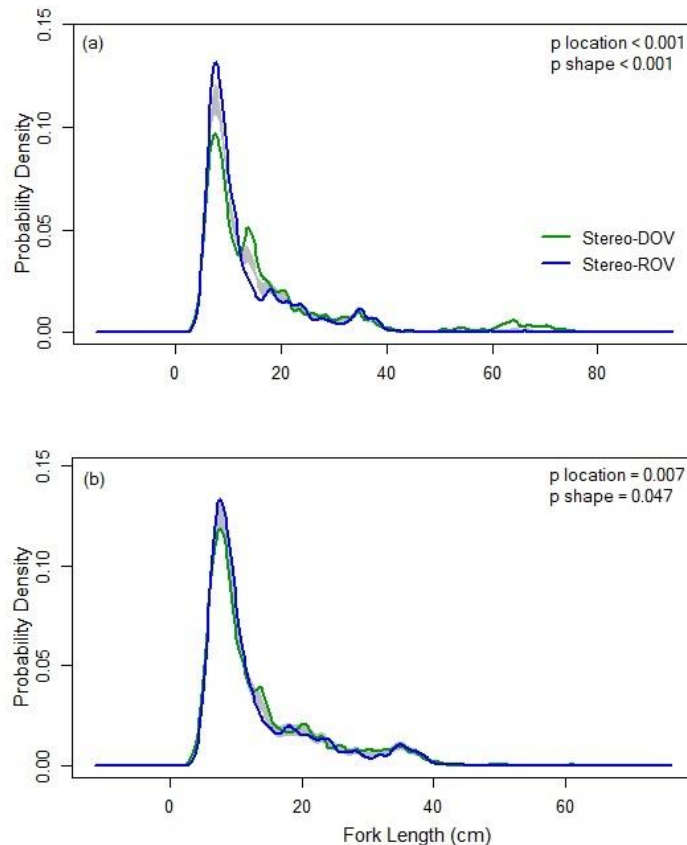 (a)
p location < 0.001
p shape < 0.001
Probability Density
0.15
0.10
0.05
0.00
Stereo-DOV
Stereo-ROV
0 20 40 60 80
(b)
p location = 0.007
p shape = 0.047
Probability Density
0.15
0.10
0.05
0.00
0 20 40 60
Fork Length (cm)